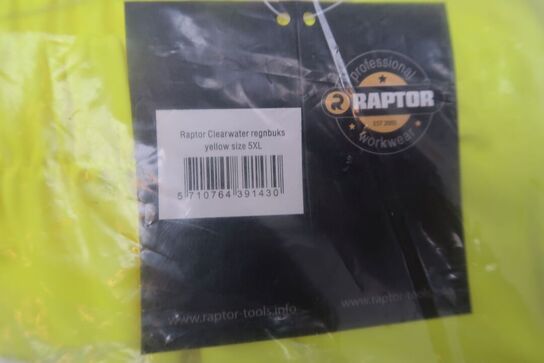 professional
RAPTOR
EST 2005
workwear
Raptor Clearwater regnbuks
yellow size 5XL
5 710764 391430
www.raptor-tools.info
www.raptor-tools.info